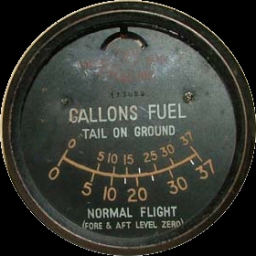 GALLONS FUEL
TAIL ON GROUND
0 5 10 15 25 30 37
0 5 10 20 30 37
NORMAL FLIGHT
(FORE & AFT LEVEL ZERO)